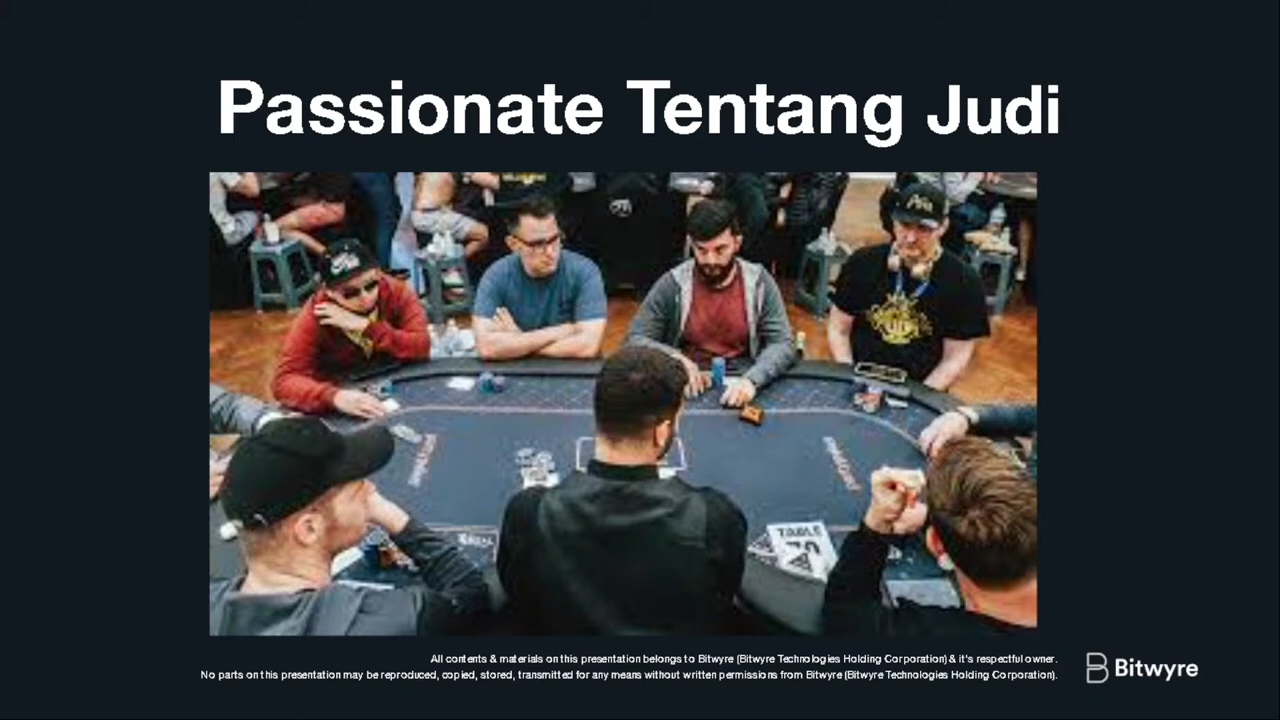 Passionate Tentang Judi
TABLE
All contents & materials on this presentation belongs to Bitwyre (Bitwyre Technologies Holding Corporation) & it's respectful owner.
No parts on this presentation may be reproduced, copied, stored, transmitted for any means without written permissions from Bitwyre (Bitwyre Technologies Holding Corporation).
Bitwyre